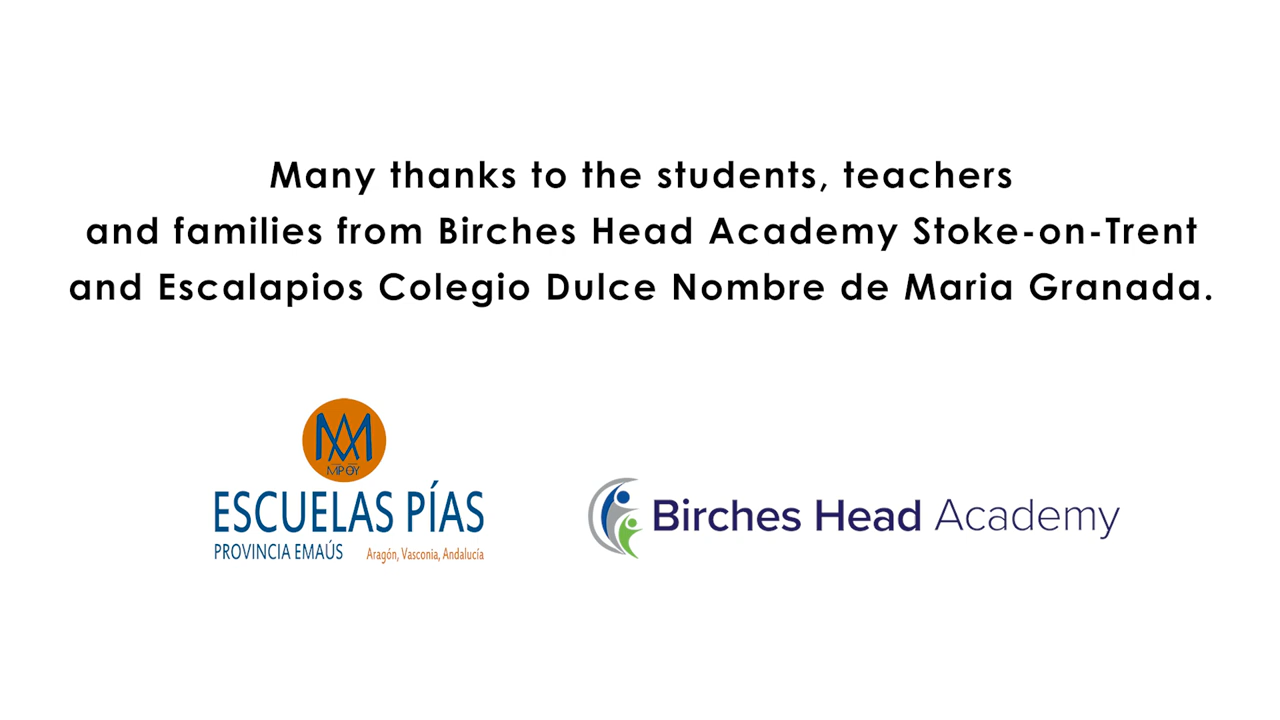 Many thanks to the students, teachers
and families from Birches Head Academy Stoke-on-Trent
and Escalapios Colegio Dulce Nombre de Maria Granada.
ESCUELAS PÍAS
PROVINCIA EMAÚS Aragón, Vasconia, Andalucía
Birches Head Academy